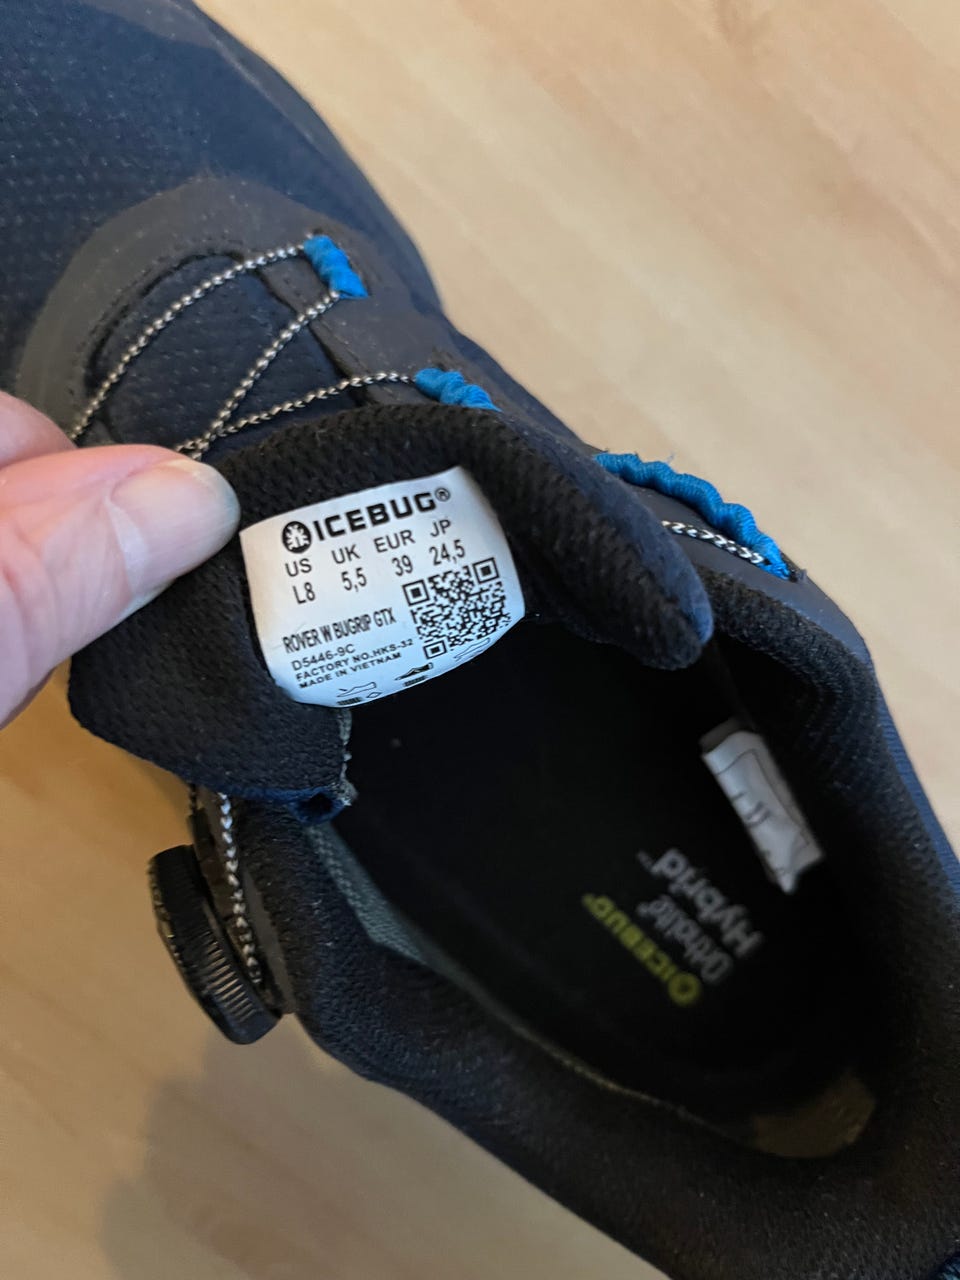 ICEBUG®
US UK EUR JP
L8 5,5 39 24,5
ROVER W BUGRIP GTX
D5446-9C
FACTORY NO.HKS-32
MADE IN VIETNAM
ICEBUG®
Ortholite®
Hybrid™